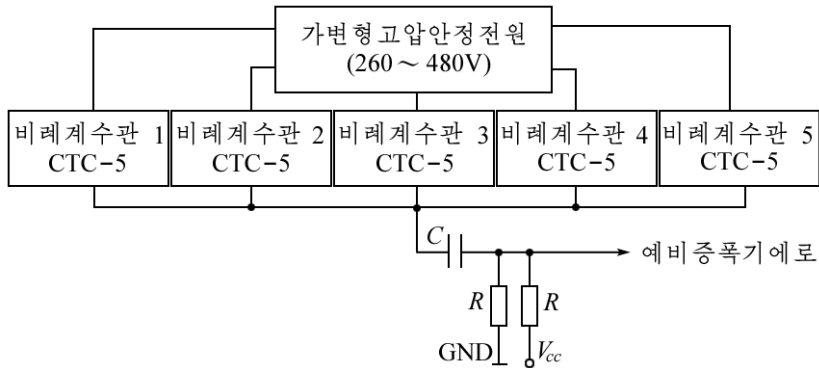 가변형고압안정전원
(260～480V)
비례계수관 1
CTC-5
비례계수관 2
CTC-5
비례계수관 3
CTC-5
비례계수관 4
CTC-5
비례계수관 5
CTC-5
C
예비증폭기에로
R
R
GND
Vcc